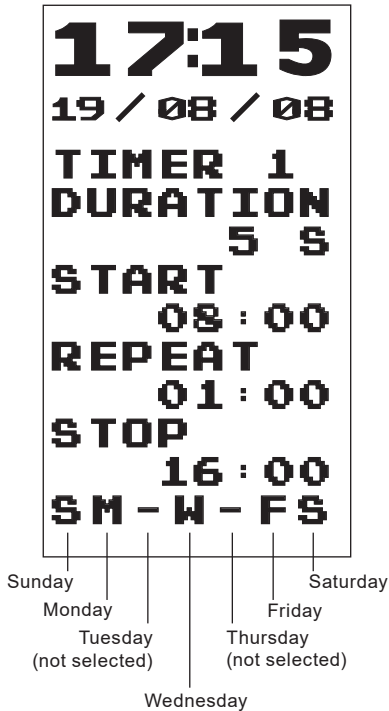 17:15
19/08/08
TIMER 1
DURATION
5 S
START
08:00
REPEAT
01:00
STOP
16:00
SM-W-FS
Sunday Saturday
Monday Friday
Tuesday Thursday
(not selected) (not selected)
Wednesday